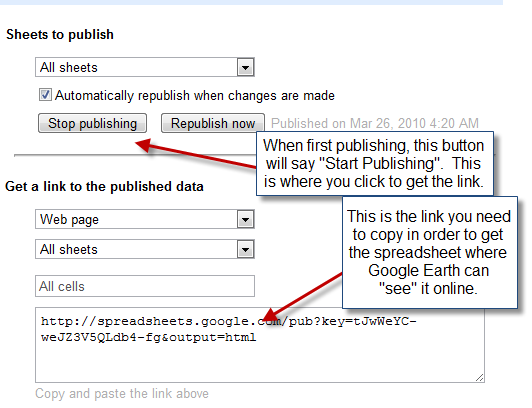 Sheets to publish
All sheets
Automatically republish when changes are made
Stop publishing Republish now Published on Mar 26, 2010 4:20 AM
When first publishing, this button
will say "Start Publishing". This
is where you click to get the link.
Get a link to the published data
Web page
All sheets
This is the link you need
to copy in order to get
the spreadsheet where
Google Earth can
"see" it online.
All cells
http://spreadsheets.google.com/pub?key=tJwWeYC-
weJZ3V5QLdb4-fg&output=html
Copy and paste the link above